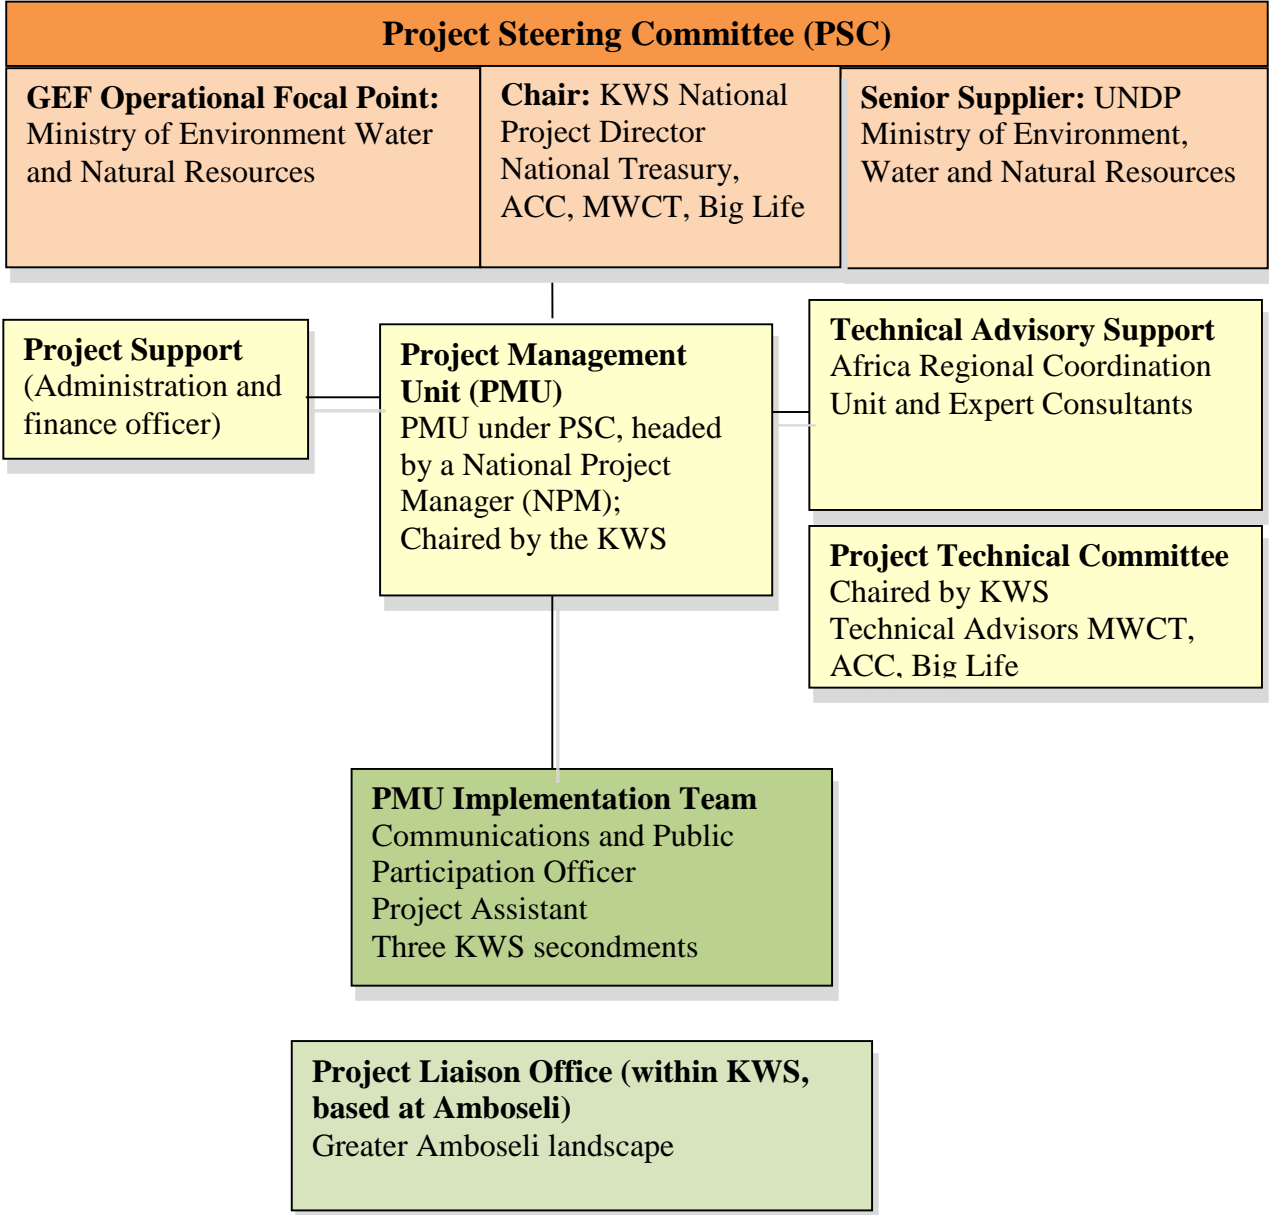 Project Steering Committee (PSC)
GEF Operational Focal Point:
Ministry of Environment Water
and Natural Resources
Chair: KWS National
Project Director
National Treasury,
ACC, MWCT, Big Life
Senior Supplier: UNDP
Ministry of Environment,
Water and Natural Resources
Project Support
(Administration and
finance officer)
Project Management
Unit (PMU)
PMU under PSC, headed
by a National Project
Manager (NPM);
Chaired by the KWS
Technical Advisory Support
Africa Regional Coordination
Unit and Expert Consultants
Project Technical Committee
Chaired by KWS
Technical Advisors MWCT,
ACC, Big Life
PMU Implementation Team
Communications and Public
Participation Officer
Project Assistant
Three KWS secondments
Project Liaison Office (within KWS,
based at Amboseli)
Greater Amboseli landscape